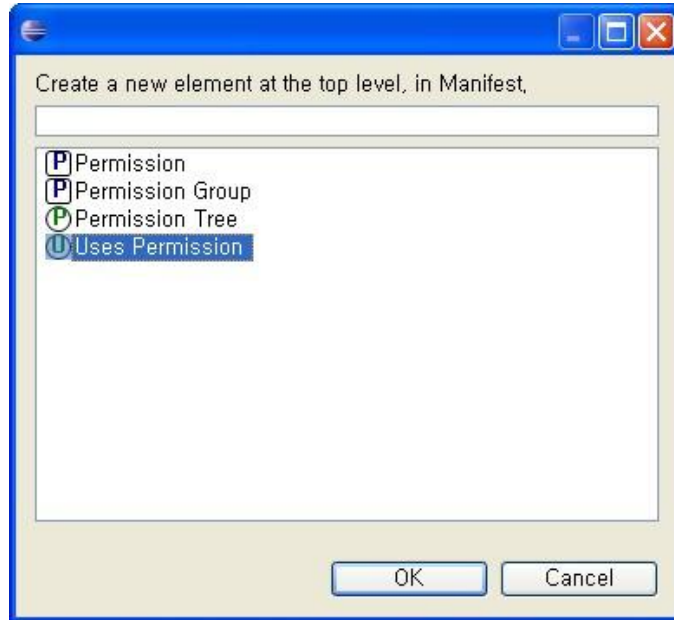 Create a new element at the top level, in Manifest,
P Permission
P Permission Group
P Permission Tree
U Uses Permission
OK
Cancel